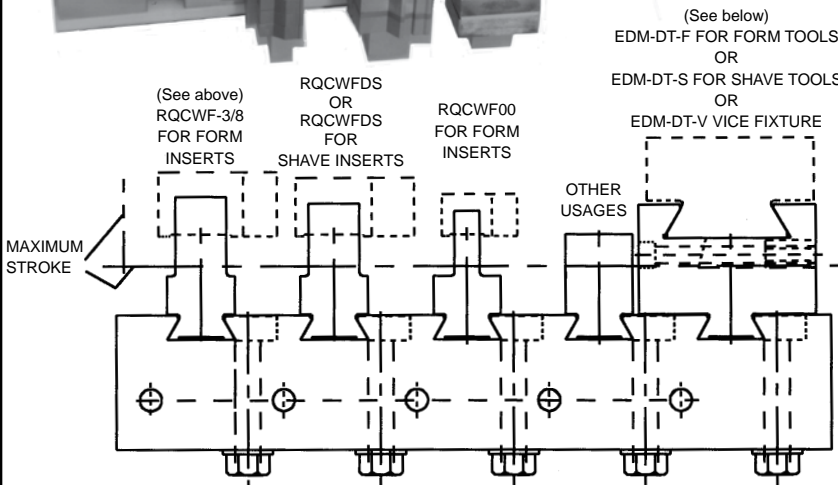 (See below)
EDM-DT-F FOR FORM TOOLS
OR
EDM-DT-S FOR SHAVE TOOLS
OR
EDM-DT-V VICE FIXTURE
(See above)
RQCWF-3/8
FOR FORM
INSERTS
RQCWFDS
OR
RQCWFDS
FOR
SHAVE INSERTS
RQCWF00
FOR FORM
INSERTS
OTHER
USAGES
MAXIMUM
STROKE